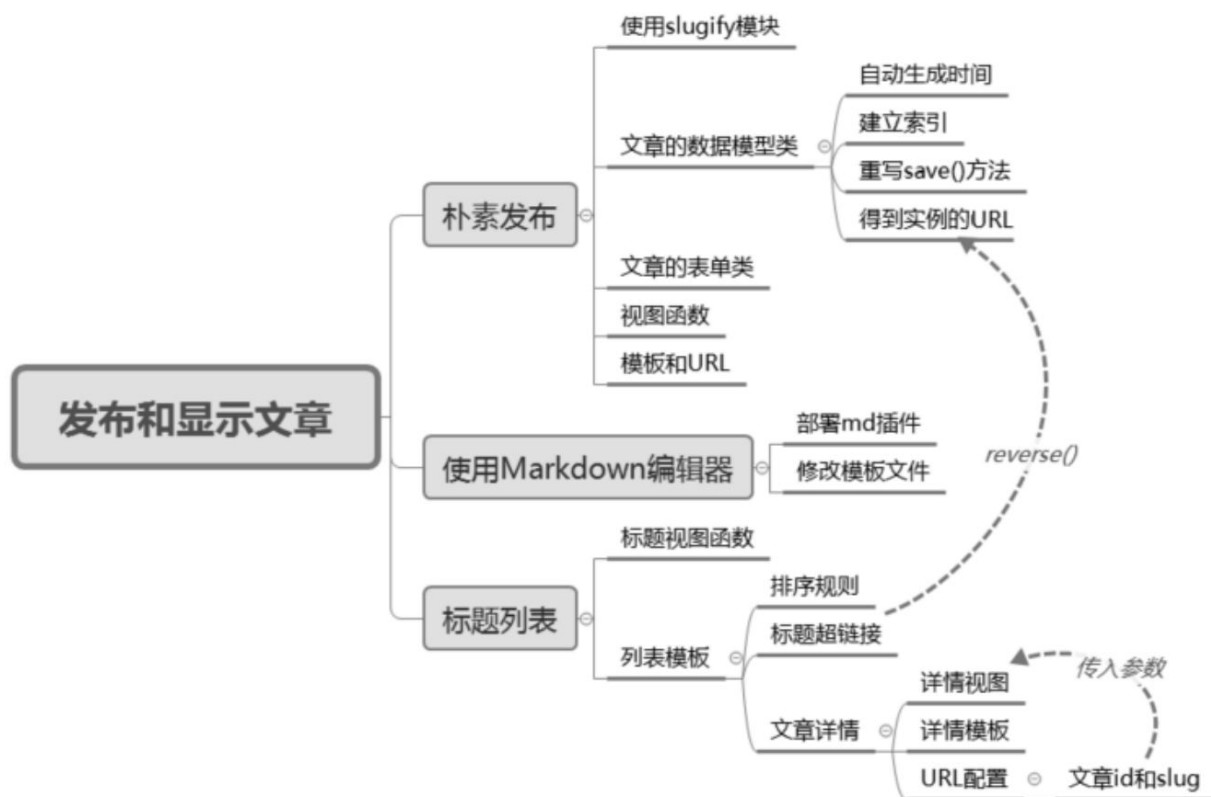 发布和显示文章
朴素发布
使用slugify模块
文章的数据模型类
自动生成时间
建立索引
重写save()方法
得到实例的URL
文章的表单类
视图函数
模板和URL
使用Markdown编辑器
部署md插件
修改模板文件
reverse()
标题列表
标题视图函数
列表模板
排序规则
标题超链接
文章详情
详情视图
详情模板
URL配置
文章id和slug
传入参数